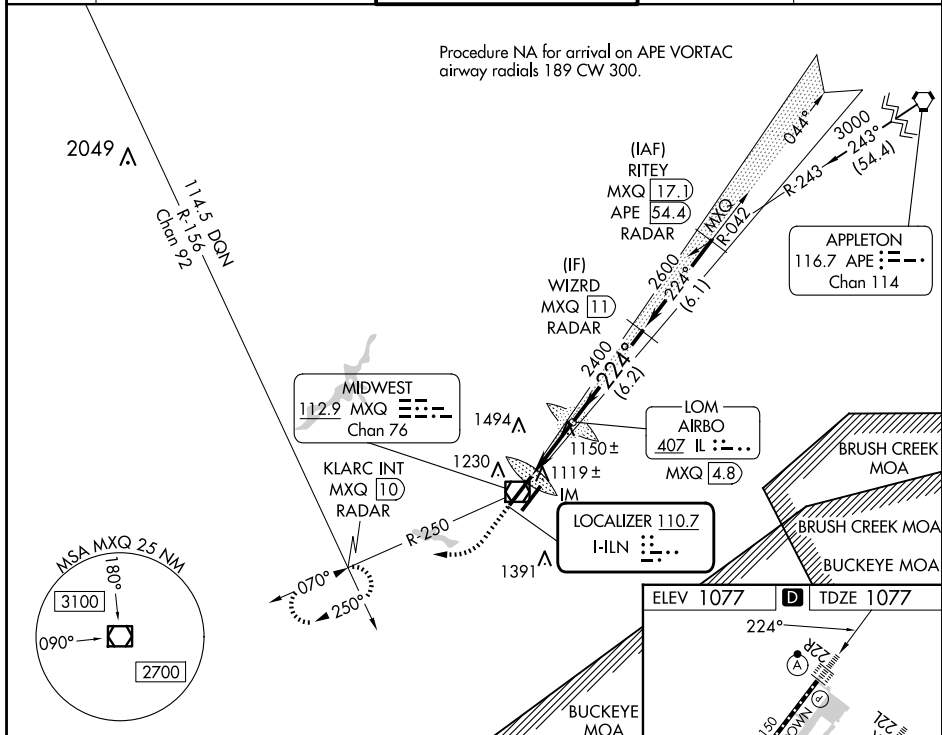 Procedure NA for arrival on APE VORTAC
airway radials 189 CW 300.
2049
114.5 DQN
R-156
Chan 92
(IAF)
RITEY
MXQ 17.1
APE 54.4
RADAR
044°
3000
243°
(54.4)
R-243
MXQ
R-042
APPLETON
116.7 APE
Chan 114
2600
224°
(6.1)
(IF)
WIZRD
MXQ 11
RADAR
2400
224°
(6.2)
MIDWEST
112.9 MXQ
Chan 76
1494
1150±
LOM
AIRBO
407 IL
MXQ 4.8
1230
1119±
IM
KLARC INT
MXQ 10
RADAR
R-250
LOCALIZER 110.7
I-ILN
1391
070°
250°
BRUSH CREEK
MOA
BRUSH CREEK MOA
BUCKEYE MOA
MSA MXQ 25 NM
180°
3100
090°
2700
BUCKEYE
MOA
ELEV 1077 D TDZE 1077
224°
A
22R
P
150
OWN
22L